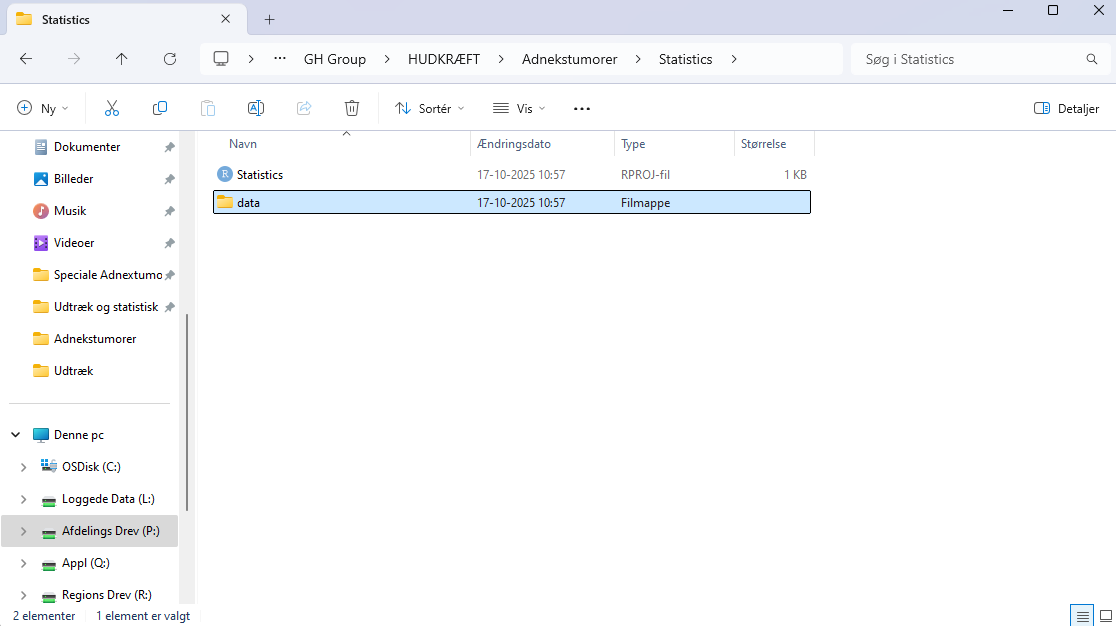 Statistics
GH Group
HUDKRÆFT
Adnekstumorer
Statistics
Søg i Statistics
Ny
Sortér
Vis
Detaljer
Dokumenter
Billeder
Musik
Videoer
Speciale Adnextumo
Udtræk og statistisk
Adnekstumorer
Udtræk
Denne pc
OSDisk (C:)
Loggede Data (L:)
Afdelings Drev (P:)
Appl (Q:)
Regions Drev (R:)
Navn Ændringsdato Type Størrelse
R Statistics 17-10-2025 10:57 RPROJ-fil 1 KB
data 17-10-2025 10:57 Filmappe
2 elementer 1 element er valgt